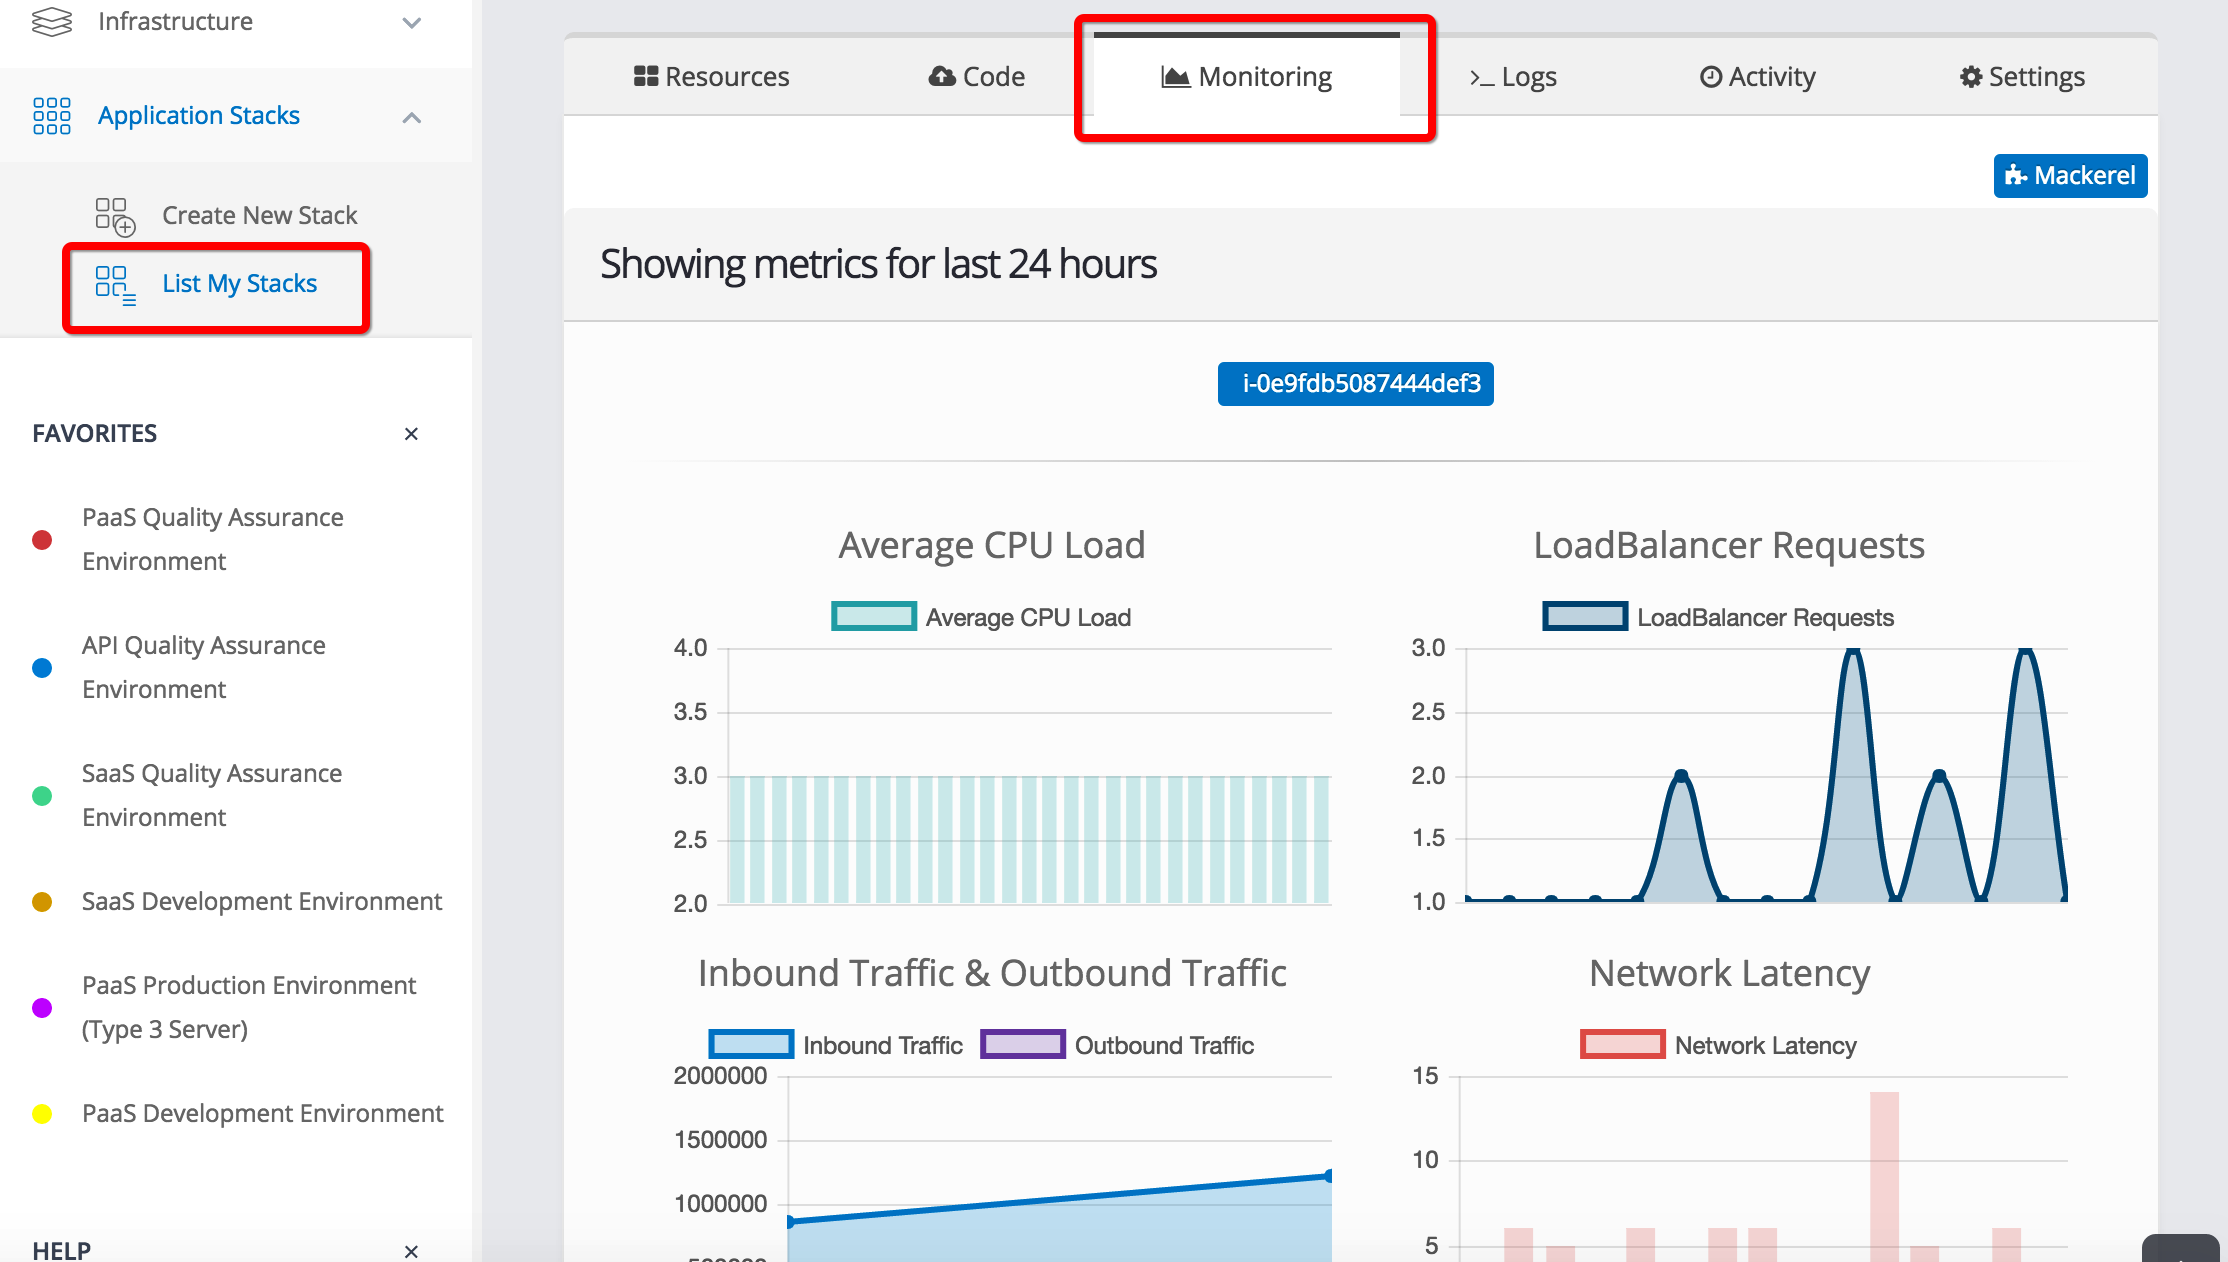 Infrastructure
Application Stacks
Create New Stack
List My Stacks
FAVORITES
×
PaaS Quality Assurance
Environment
API Quality Assurance
Environment
SaaS Quality Assurance
Environment
SaaS Development Environment
PaaS Production Environment
(Type 3 Server)
PaaS Development Environment
HELP
×
Resources
Code
Monitoring
>_ Logs
Activity
Settings
Mackerel
Showing metrics for last 24 hours
i-0e9fdb5087444def3
Average CPU Load
Average CPU Load
4.0
3.5
3.0
2.5
2.0
LoadBalancer Requests
LoadBalancer Requests
3.0
2.5
2.0
1.5
1.0
Inbound Traffic & Outbound Traffic
Inbound Traffic Outbound Traffic
2000000
1500000
1000000
Network Latency
Network Latency
15
10
5